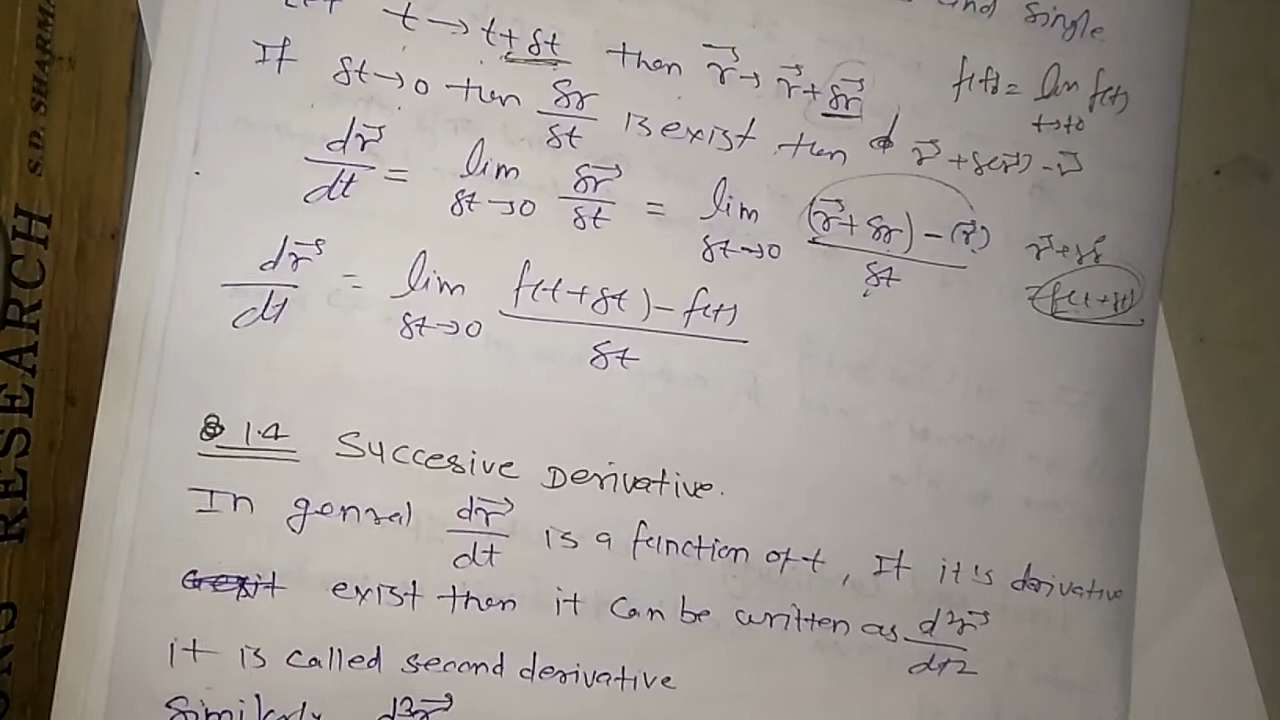 and single
t → t + δt then r⃗ → r⃗ + δr⃗
f(t) = lim f(t)
t→t0
If δt → 0 then δr/δt is exist then r⃗ + δ(r⃗) - r⃗
dr⃗/dt = lim δt→0 δr⃗/δt = lim δt→0 (r⃗ + δr) - (r⃗)/δt
dr⃗/dt = lim δt→0 f(t + δt) - f(t)/δt
= f(t + δt)
1.4 Succesive Derivative.
In genral dr⃗/dt is a function of t, If it's derivative
exist then it can be written as d²r⃗/dt2
it is called second derivative
Similarly d³r⃗
S.D. SHARMA
RESEARCH